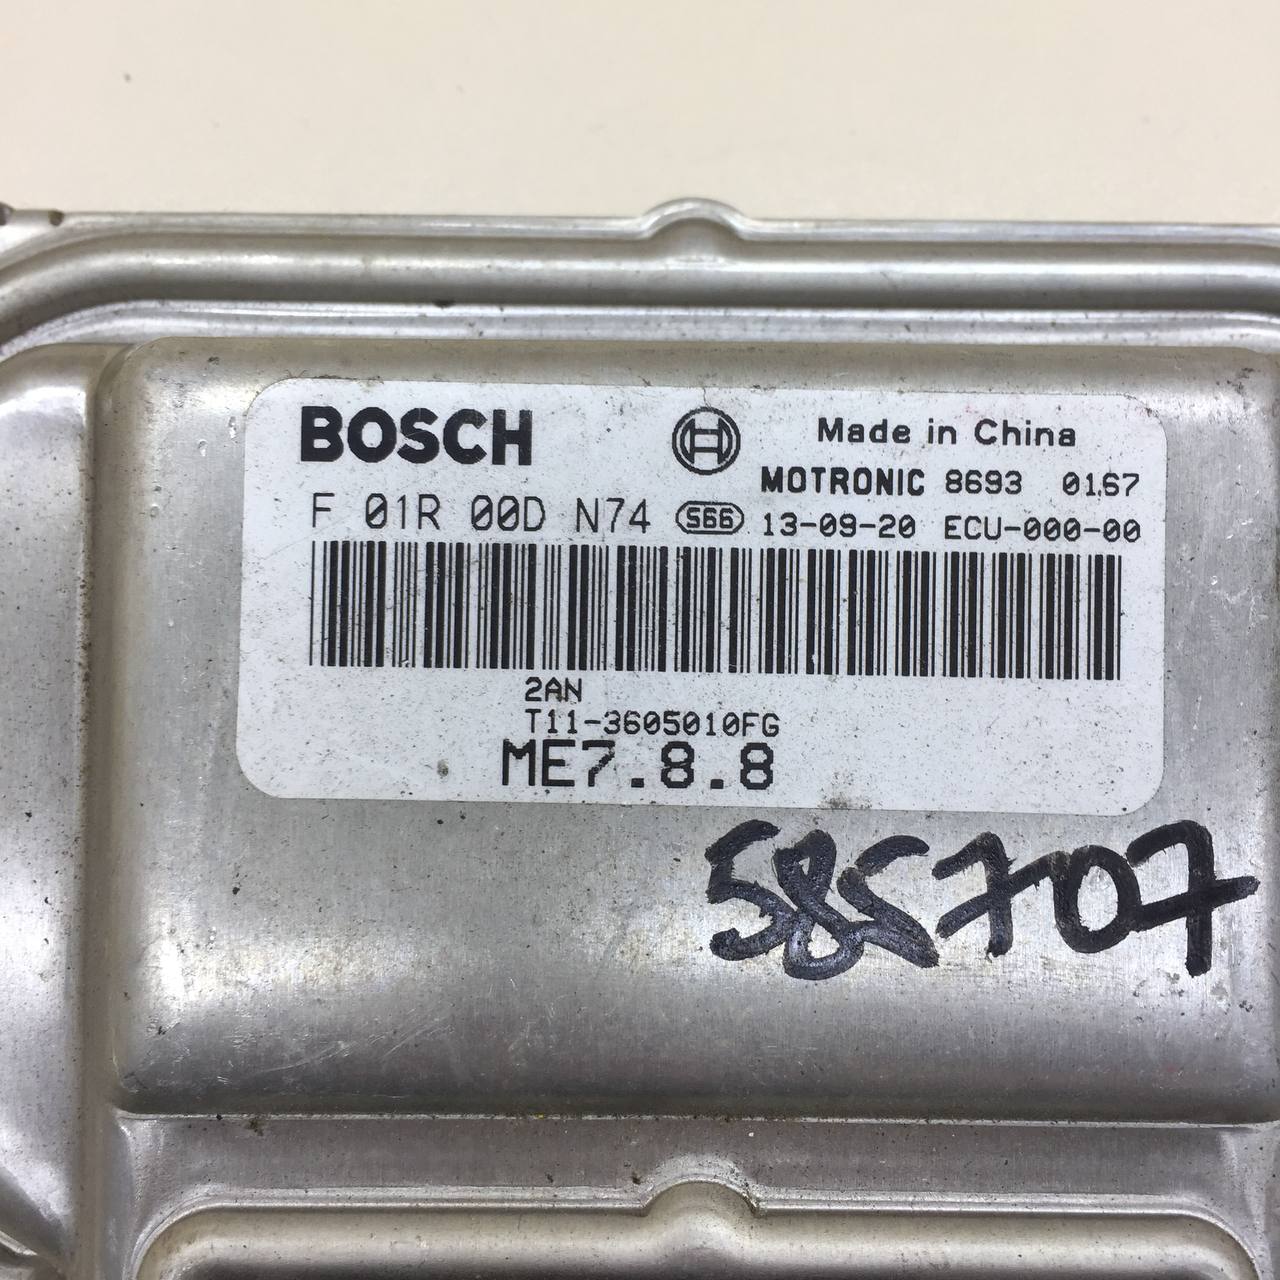 BOSCH
Made in China
MOTRONIC 8693 0167
F 01R 00D N74 S66 13-09-20 ECU-000-00
2AN
T11-3605010FG
ME7.8.8
585707